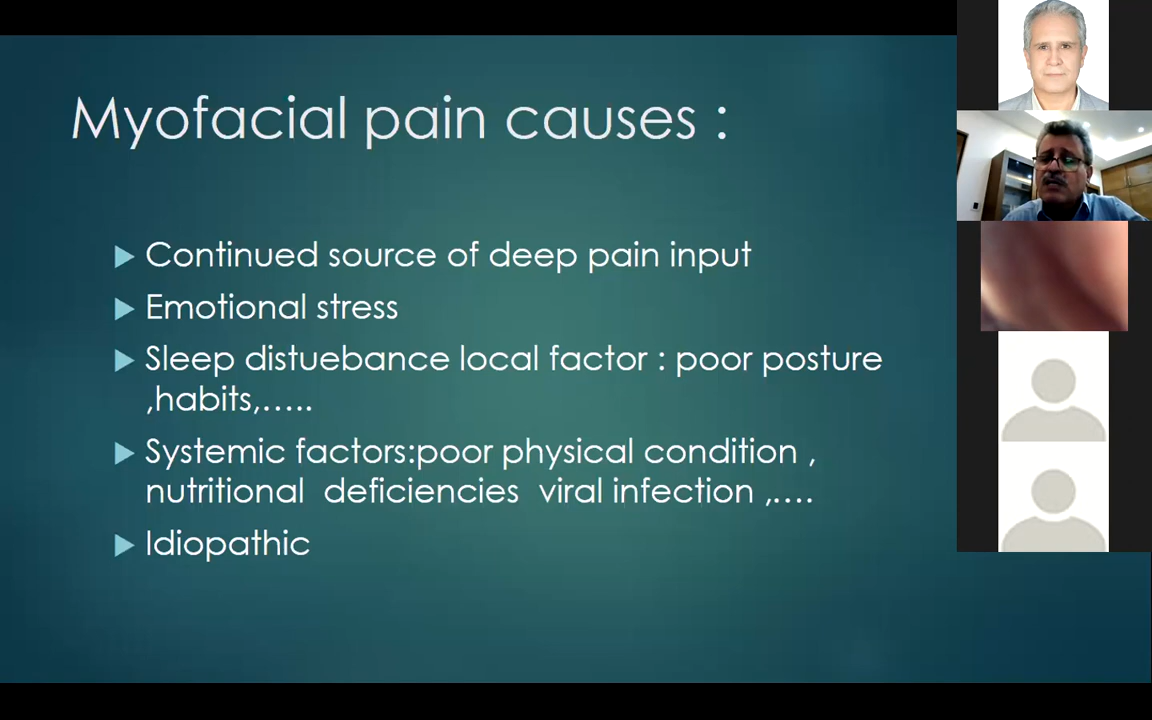 Myofacial pain causes :
Continued source of deep pain input
Emotional stress
Sleep distuebance local factor : poor posture
,habits,…..
Systemic factors:poor physical condition ,
nutritional deficiencies viral infection ,….
Idiopathic